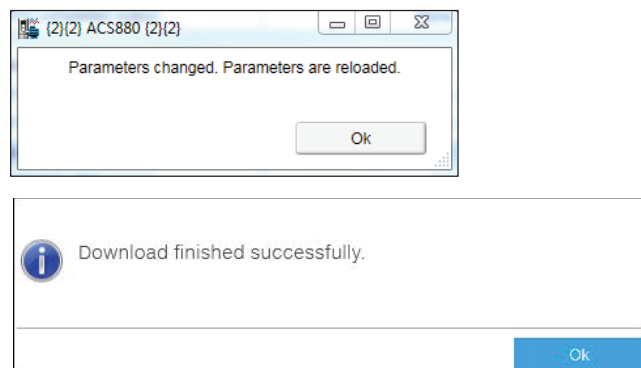 {2}{2} ACS880 {2}{2}
Parameters changed. Parameters are reloaded.
Ok
Download finished successfully.
Ok